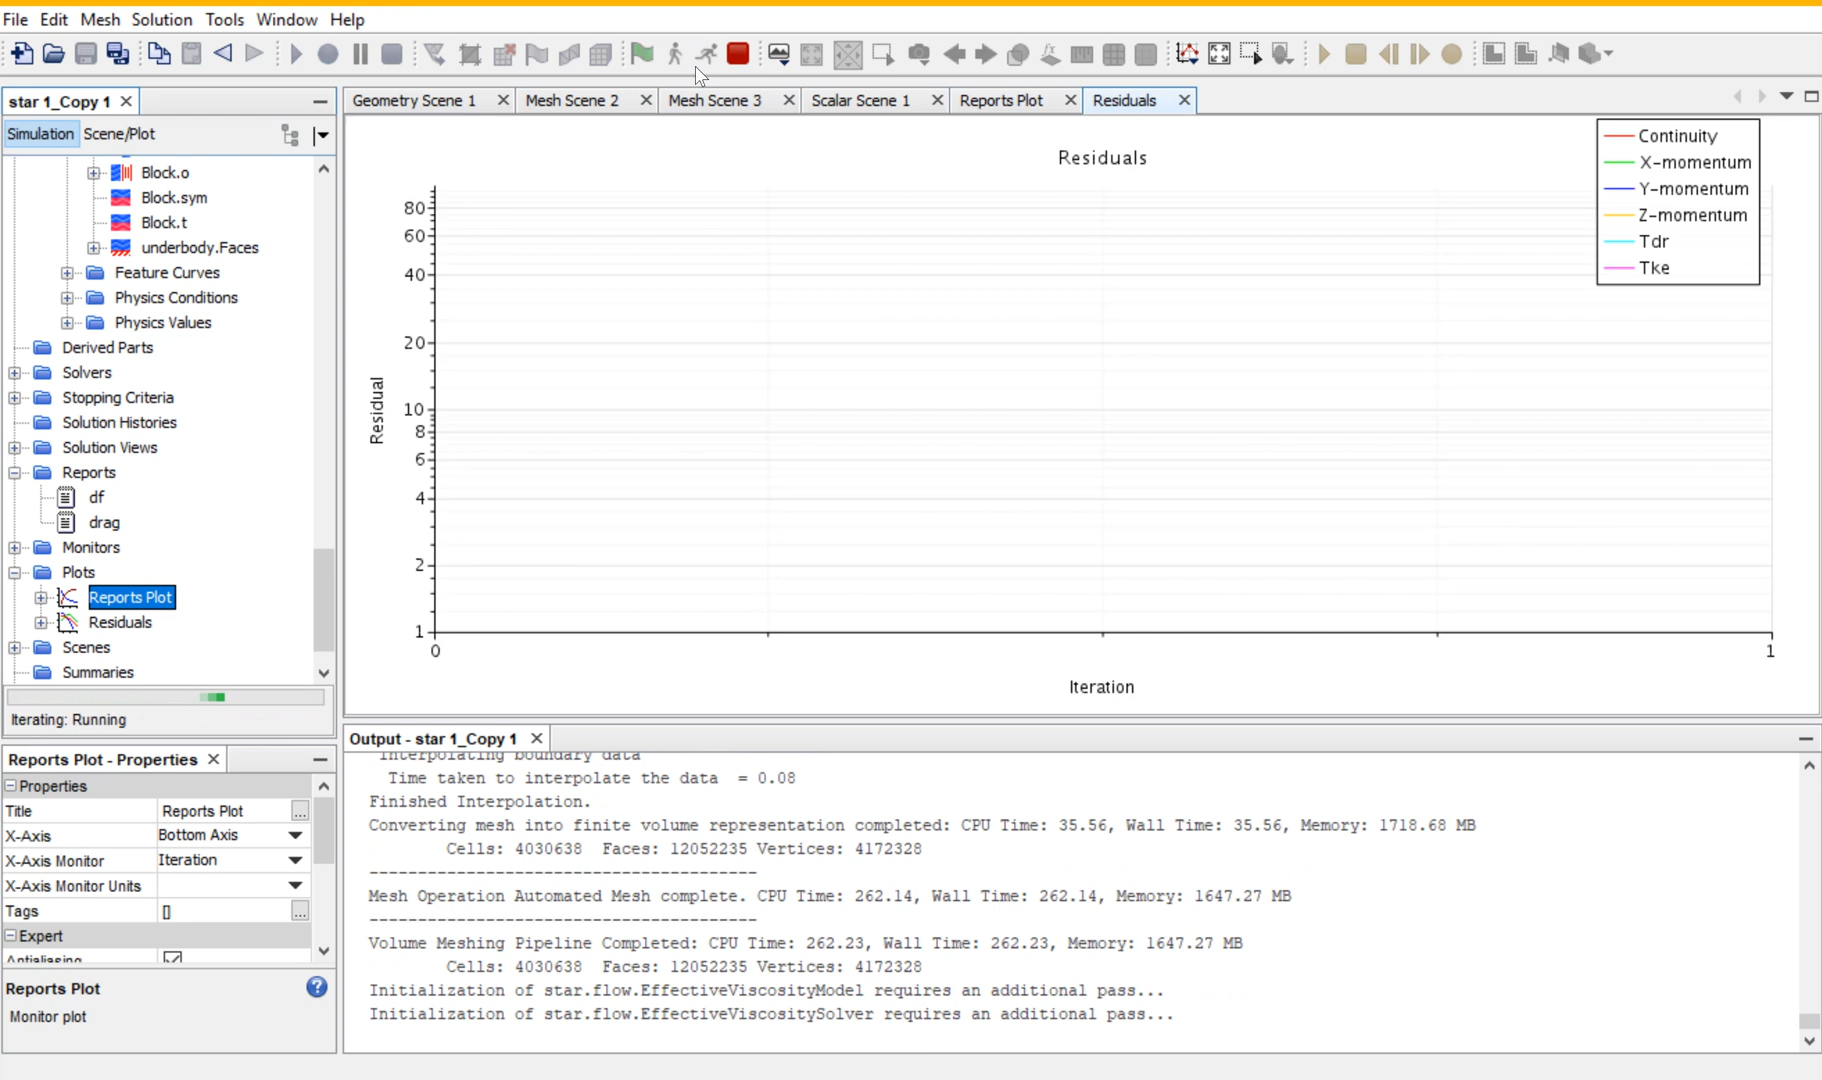 File Edit Mesh Solution Tools Window Help
star 1_Copy 1
Simulation Scene/Plot
Block.o
Block.sym
Block.t
underbody.Faces
Feature Curves
Physics Conditions
Physics Values
Derived Parts
Solvers
Stopping Criteria
Solution Histories
Solution Views
Reports
df
drag
Monitors
Plots
Reports Plot
Residuals
Scenes
Summaries
Iterating: Running
Reports Plot - Properties
Properties
Title Reports Plot ...
X-Axis Bottom Axis
X-Axis Monitor Iteration
X-Axis Monitor Units
Tags [] ...
Expert
Antialiasing
Reports Plot
Monitor plot
Geometry Scene 1 Mesh Scene 2 Mesh Scene 3 Scalar Scene 1 Reports Plot Residuals
Residuals
Continuity
X-momentum
Y-momentum
Z-momentum
Tdr
Tke
Residual
80
60
40
20
10
8
6
4
2
1
0 1
Iteration
Output - star 1_Copy 1
Interpolating boundary data
Time taken to interpolate the data = 0.08
Finished Interpolation.
Converting mesh into finite volume representation completed: CPU Time: 35.56, Wall Time: 35.56, Memory: 1718.68 MB
Cells: 4030638 Faces: 12052235 Vertices: 4172328
----------------------------------------
Mesh Operation Automated Mesh complete. CPU Time: 262.14, Wall Time: 262.14, Memory: 1647.27 MB
----------------------------------------
Volume Meshing Pipeline Completed: CPU Time: 262.23, Wall Time: 262.23, Memory: 1647.27 MB
Cells: 4030638 Faces: 12052235 Vertices: 4172328
Initialization of star.flow.EffectiveViscosityModel requires an additional pass...
Initialization of star.flow.EffectiveViscositySolver requires an additional pass...